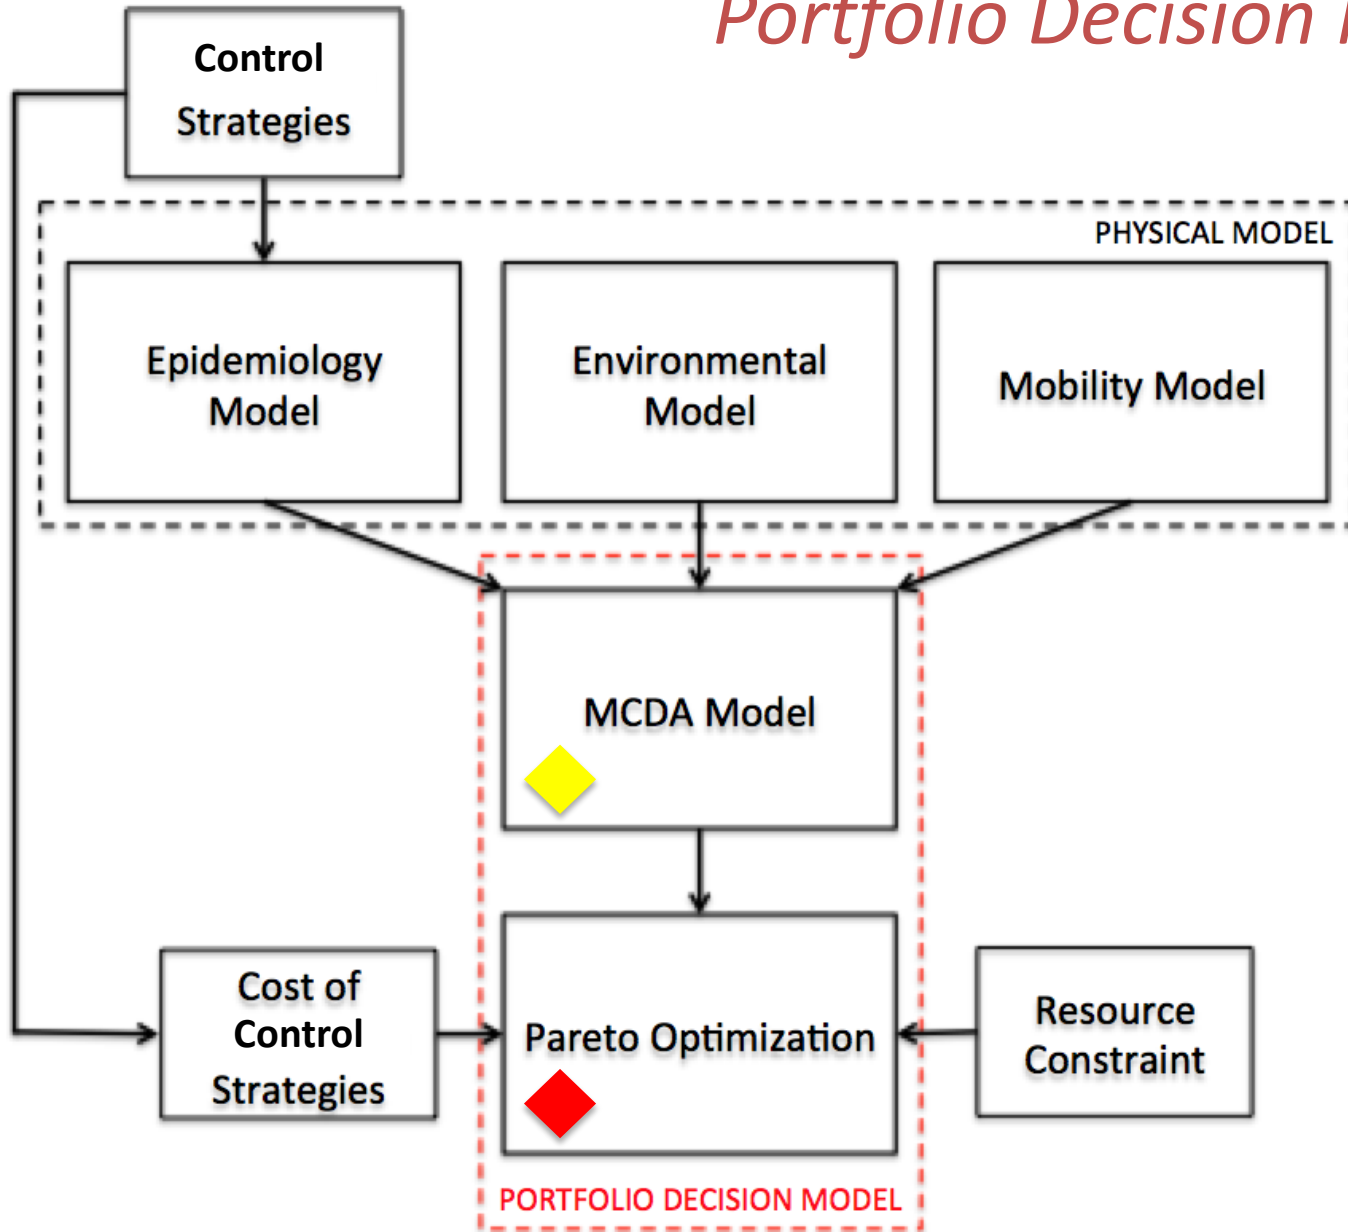 Portfolio Decision
Control
Strategies
PHYSICAL MODEL
Epidemiology
Model
Environmental
Model
Mobility Model
MCDA Model
Cost of
Control
Strategies
Pareto Optimization
Resource
Constraint
PORTFOLIO DECISION MODEL